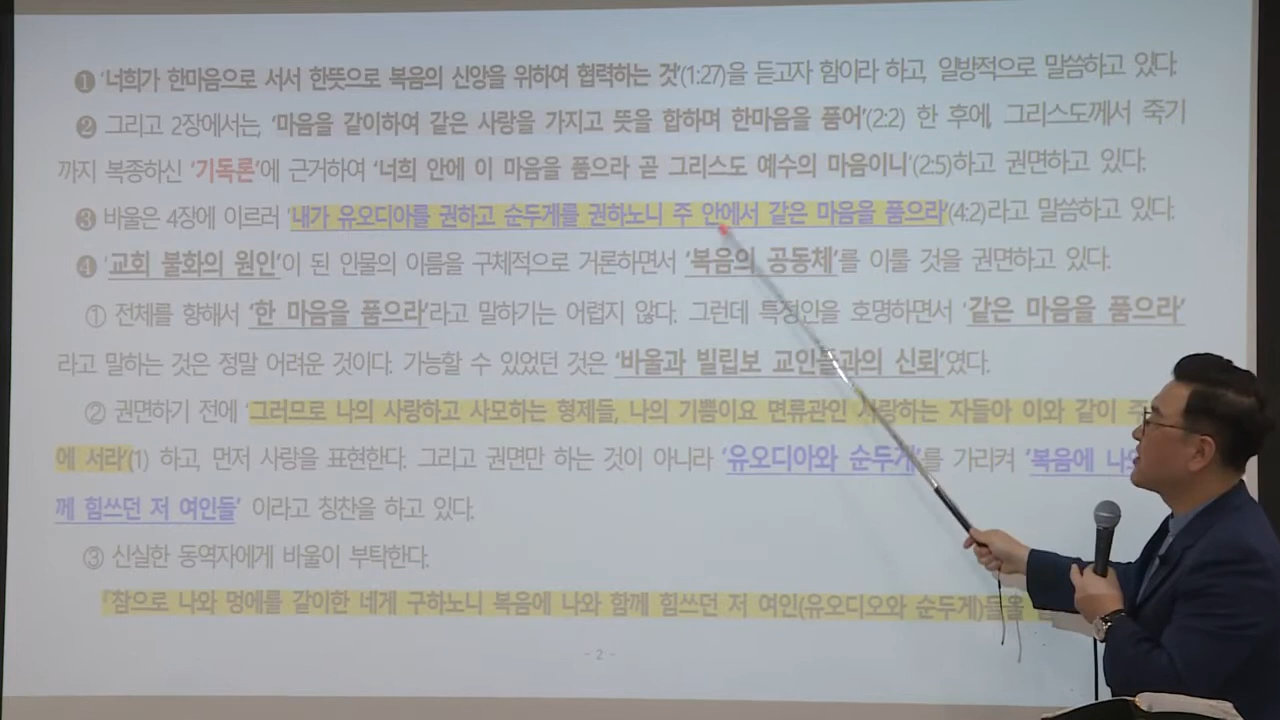 ❶ '너희가 한마음으로 서서 한뜻으로 복음의 신앙을 위하여 협력하는 것'(1:27)을 듣고자 함이라 하고, 일방적으로 말씀하고 있다.
❷ 그리고 2장에서는, '마음을 같이하여 같은 사랑을 가지고 뜻을 합하며 한마음을 품어'(2:2) 한 후에, 그리스도께서 죽기
까지 복종하신 '기독론'에 근거하여 '너희 안에 이 마음을 품으라 곧 그리스도 예수의 마음이니'(2:5)하고 권면하고 있다.
❸ 바울은 4장에 이르러 '내가 유오디아를 권하고 순두게를 권하노니 주 안에서 같은 마음을 품으라'(4:2)라고 말씀하고 있다.
❹ '교회 불화의 원인'이 된 인물의 이름을 구체적으로 거론하면서 '복음의 공동체'를 이룰 것을 권면하고 있다.
① 전체를 향해서 '한 마음을 품으라'라고 말하기는 어렵지 않다. 그런데 특정인을 호명하면서 '같은 마음을 품으라'
라고 말하는 것은 정말 어려운 것이다. 가능할 수 있었던 것은 '바울과 빌립보 교인들과의 신뢰'였다.
② 권면하기 전에 '그러므로 나의 사랑하고 사모하는 형제들, 나의 기쁨이요 면류관인 사랑하는 자들아 이와 같이 주
에 서라'(1) 하고, 먼저 사랑을 표현한다. 그리고 권면만 하는 것이 아니라 '유오디아와 순두게'를 가리켜 '복음에
께 힘쓰던 저 여인들' 이라고 칭찬을 하고 있다.
③ 신실한 동역자에게 바울이 부탁한다.
『참으로 나와 멍에를 같이한 네게 구하노니 복음에 나와 함께 힘쓰던 저 여인(유오디오와 순두게)들을
- 2 -